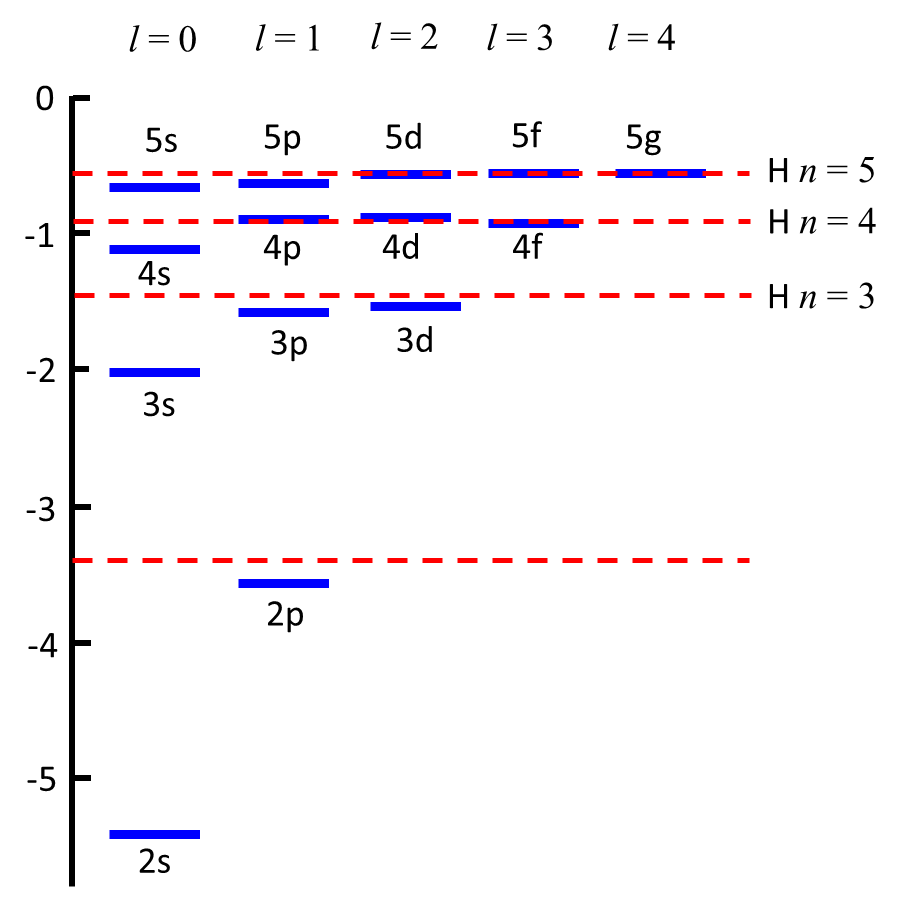 l = 0 l = 1 l = 2 l = 3 l = 4
0
5s 5p 5d 5f 5g
H n = 5
H n = 4
-1
4s 4p 4d 4f
H n = 3
3p 3d
-2
3s
-3
2p
-4
-5
2s